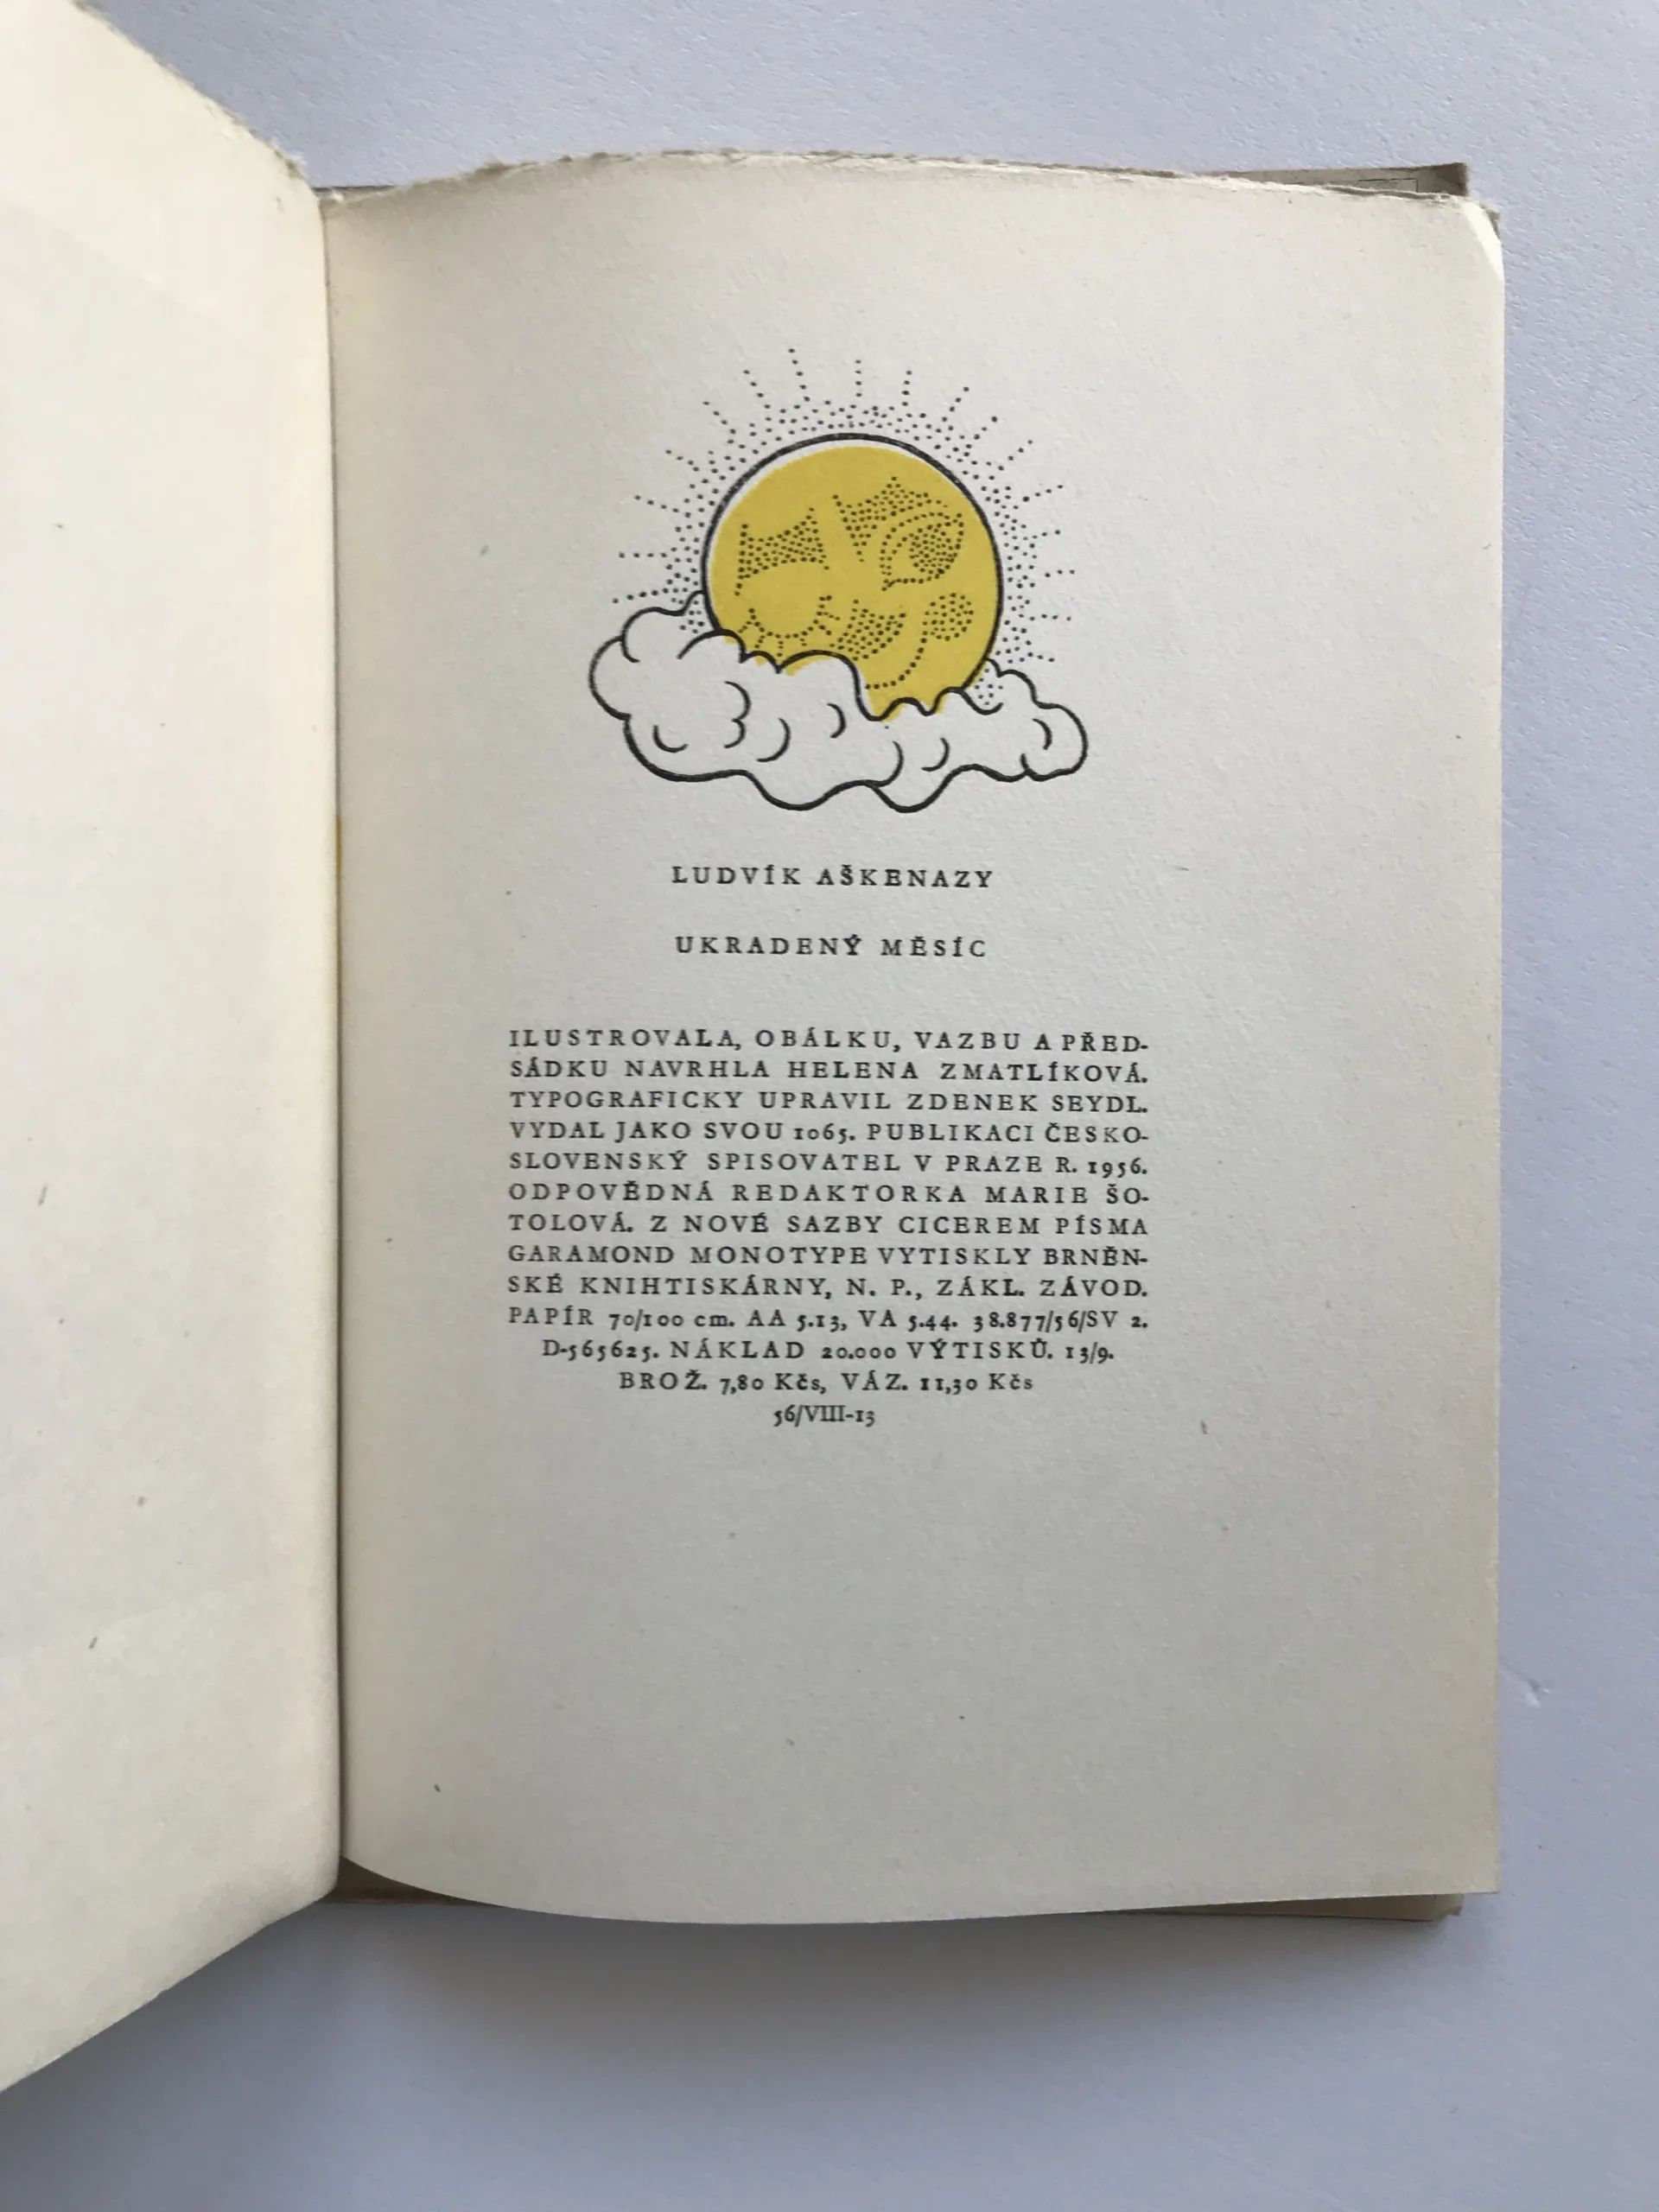 LUDVÍK AŠKENAZY
UKRADENÝ MĚSÍC
ILUSTROVALA, OBÁLKU, VAZBU A PŘED-
SÁDKU NAVRHLA HELENA ZMATLÍKOVÁ.
TYPOGRAFICKY UPRAVIL ZDENEK SEYDL.
VYDAL JAKO SVOU 1065. PUBLIKACI ČESKO-
SLOVENSKÝ SPISOVATEL V PRAZE R. 1956.
ODPOVĚDNÁ REDAKTORKA MARIE ŠO-
TOLOVÁ. Z NOVÉ SAZBY CICEREM PÍSMA
GARAMOND MONOTYPE VYTISKLY BRNĚN-
SKÉ KNIHTISKÁRNY, N. P., ZÁKL. ZÁVOD.
PAPÍR 70/100 cm. AA 5.13, VA 5.44. 38.877/56/SV 2.
D-565625. NÁKLAD 20.000 VÝTISKŮ. 13/9.
BROŽ. 7,80 Kčs, VÁZ. 11,30 Kčs
56/VIII-13